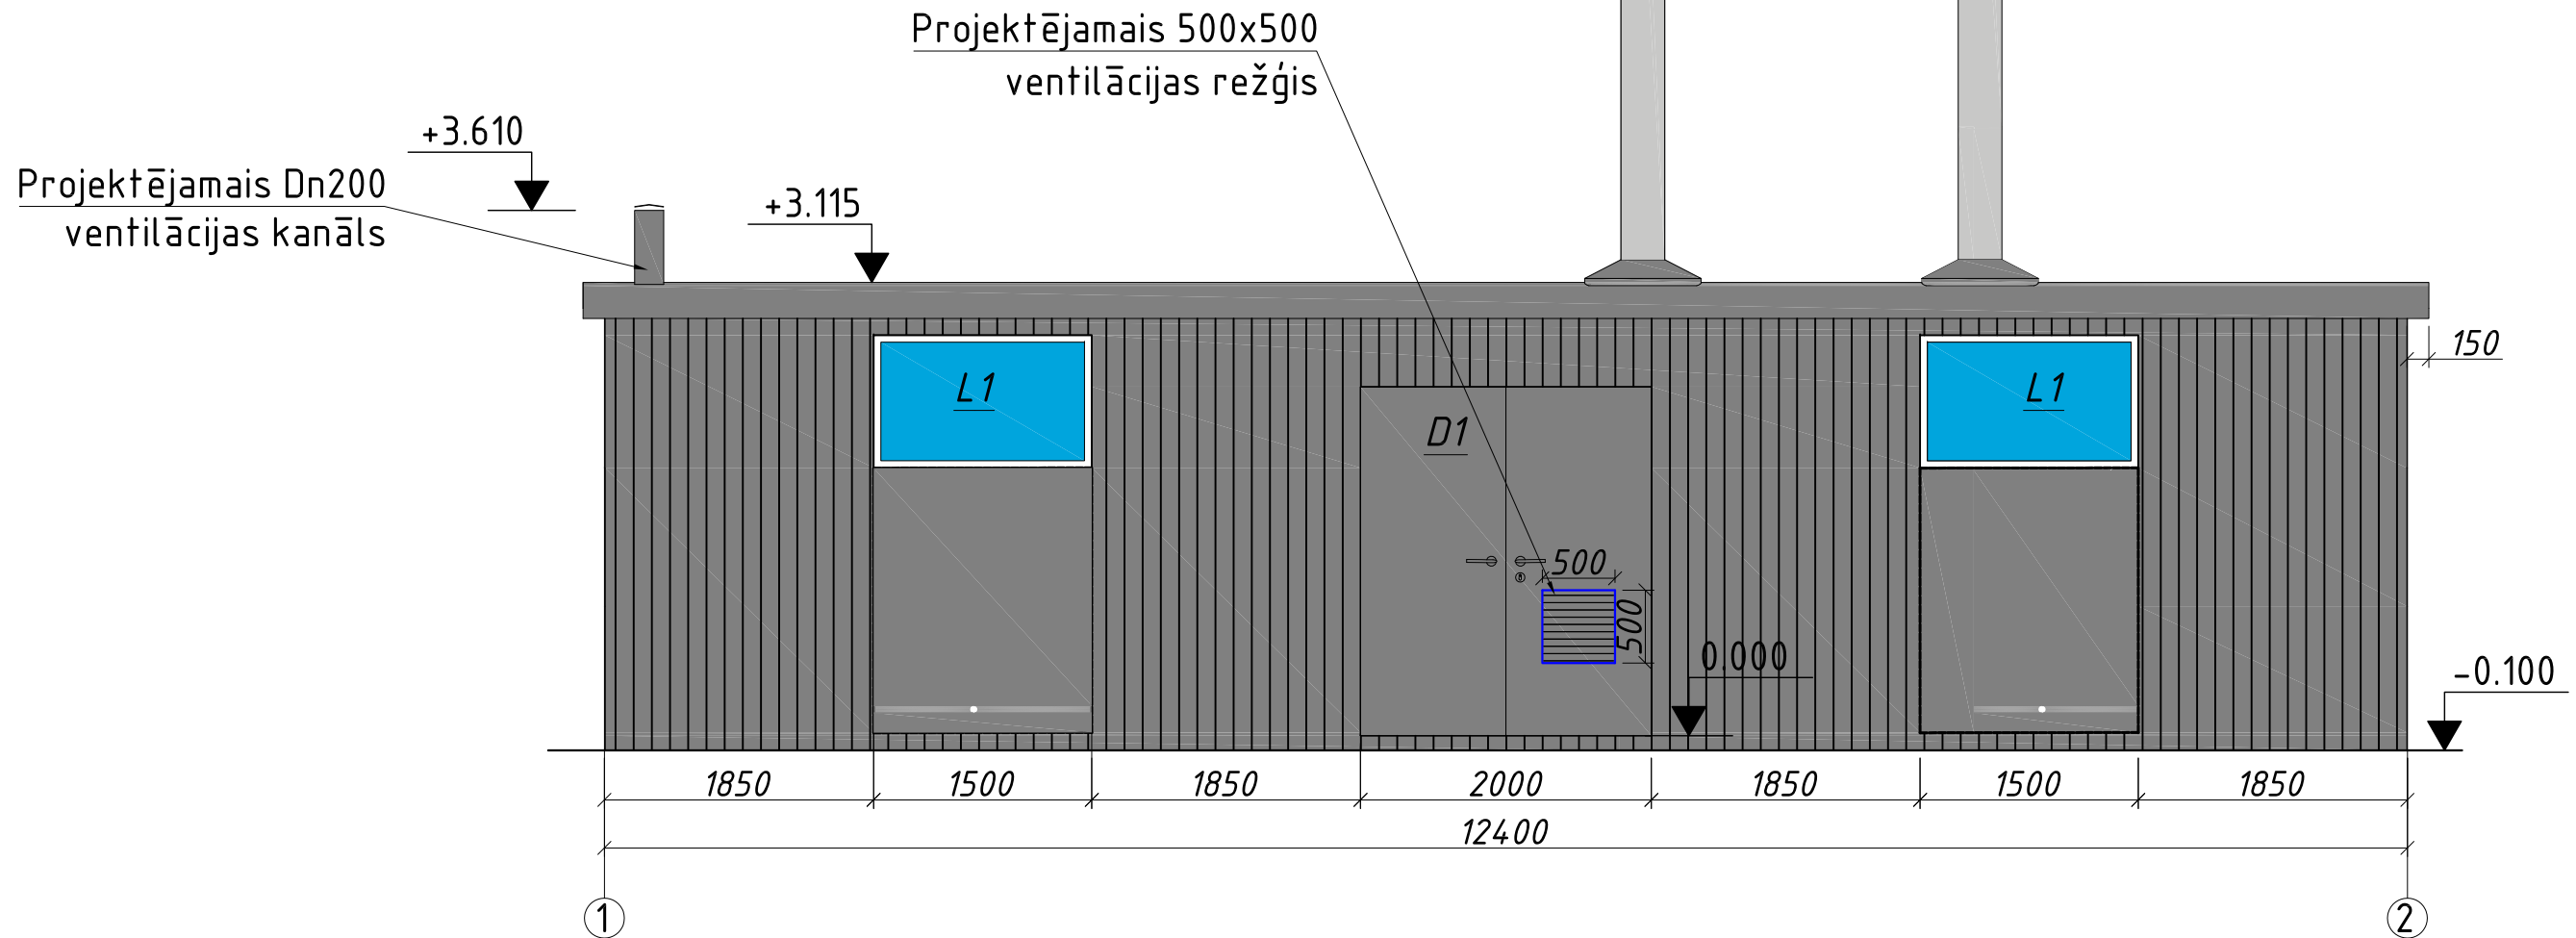 Projektējamais 500x500
ventilācijas režģis
+3.610
Projektējamais Dn200
ventilācijas kanāls
+3.115
150
L1
L1
D1
500
500
0.000
-0.100
1850 1500 1850 2000 1850 1500 1850
12400
1 2